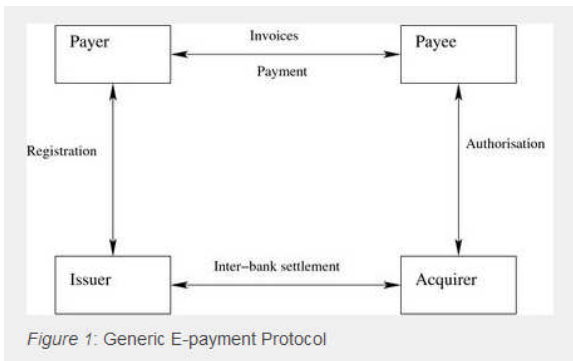 Payer
Invoices
Payee
Payment
Registration
Authorisation
Issuer
Inter-bank settlement
Acquirer
Figure 1: Generic E-payment Protocol